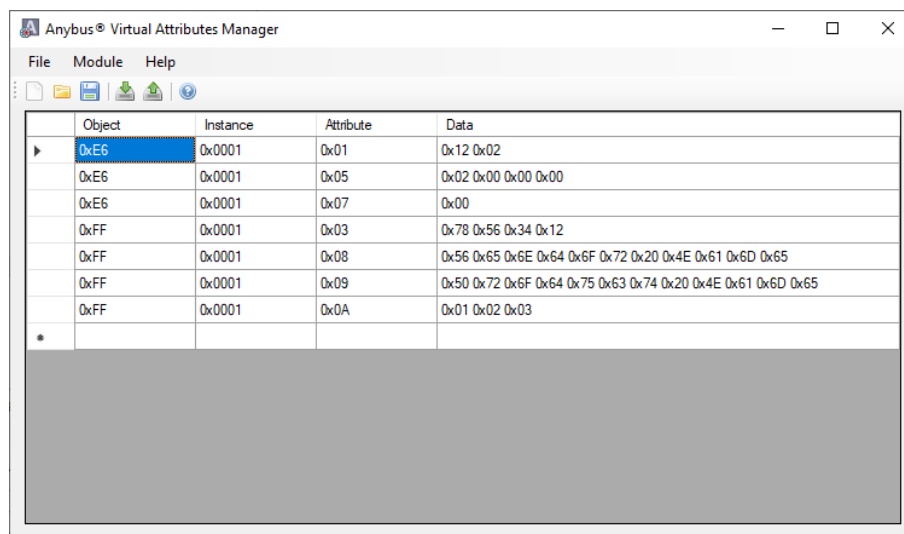 Anybus® Virtual Attributes Manager
File Module Help
Object Instance Attribute Data
0xE6 0x0001 0x01 0x12 0x02
0xE6 0x0001 0x05 0x02 0x00 0x00 0x00
0xE6 0x0001 0x07 0x00
0xFF 0x0001 0x03 0x78 0x56 0x34 0x12
0xFF 0x0001 0x08 0x56 0x65 0x6E 0x64 0x6F 0x72 0x20 0x4E 0x61 0x6D 0x65
0xFF 0x0001 0x09 0x50 0x72 0x6F 0x64 0x75 0x63 0x74 0x20 0x4E 0x61 0x6D 0x65
0xFF 0x0001 0x0A 0x01 0x02 0x03